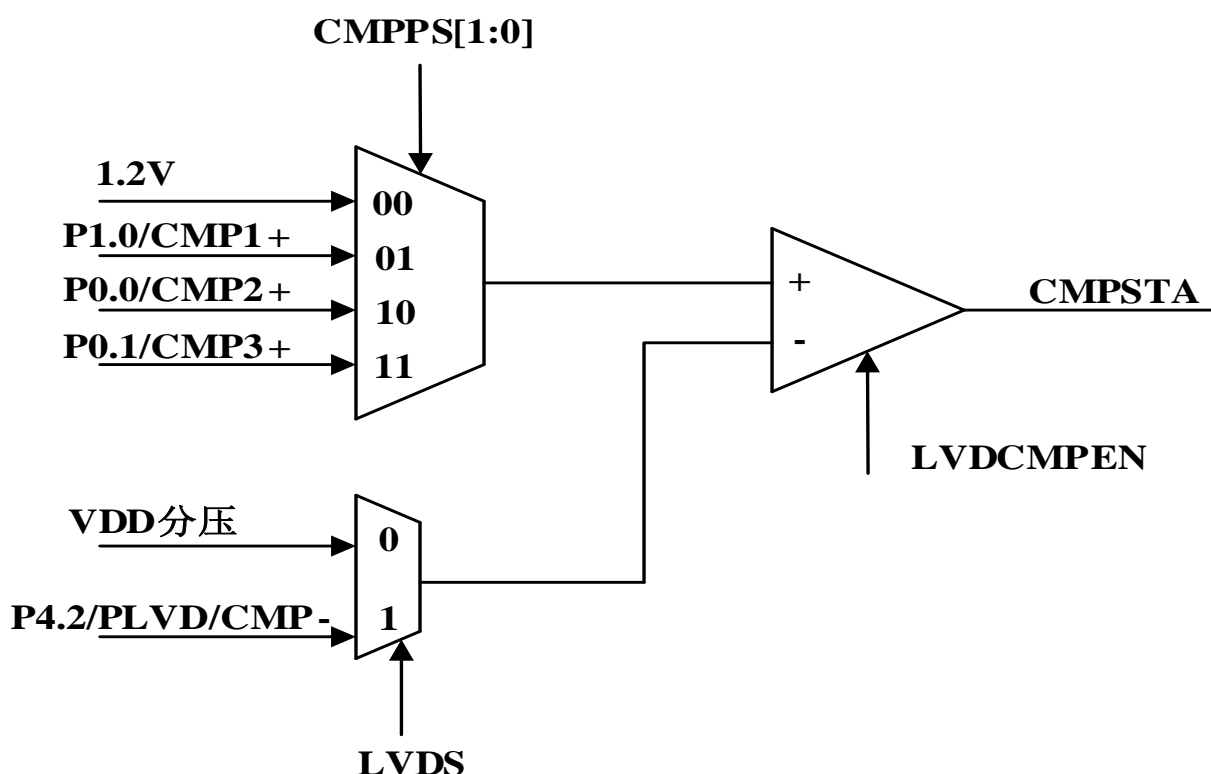 CMPPS[1:0]
1.2V
00
P1.0/CMP1+
01
P0.0/CMP2+
10
P0.1/CMP3+
11
+
-
CMPSTA
LVDCMPEN
VDD分压
0
P4.2/PLVD/CMP-
1
LVDS